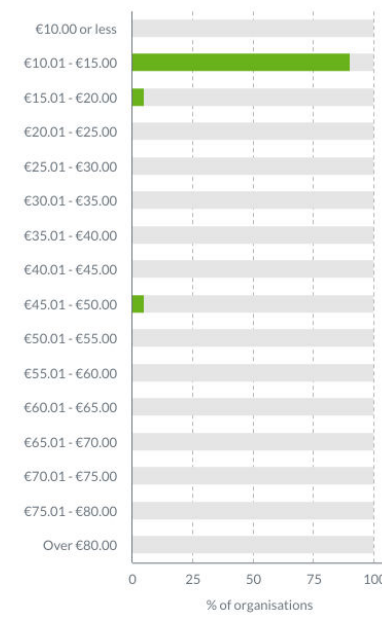 €10.00 or less
€10.01 - €15.00
€15.01 - €20.00
€20.01 - €25.00
€25.01 - €30.00
€30.01 - €35.00
€35.01 - €40.00
€40.01 - €45.00
€45.01 - €50.00
€50.01 - €55.00
€55.01 - €60.00
€60.01 - €65.00
€65.01 - €70.00
€70.01 - €75.00
€75.01 - €80.00
Over €80.00
0 25 50 75 100
% of organisations